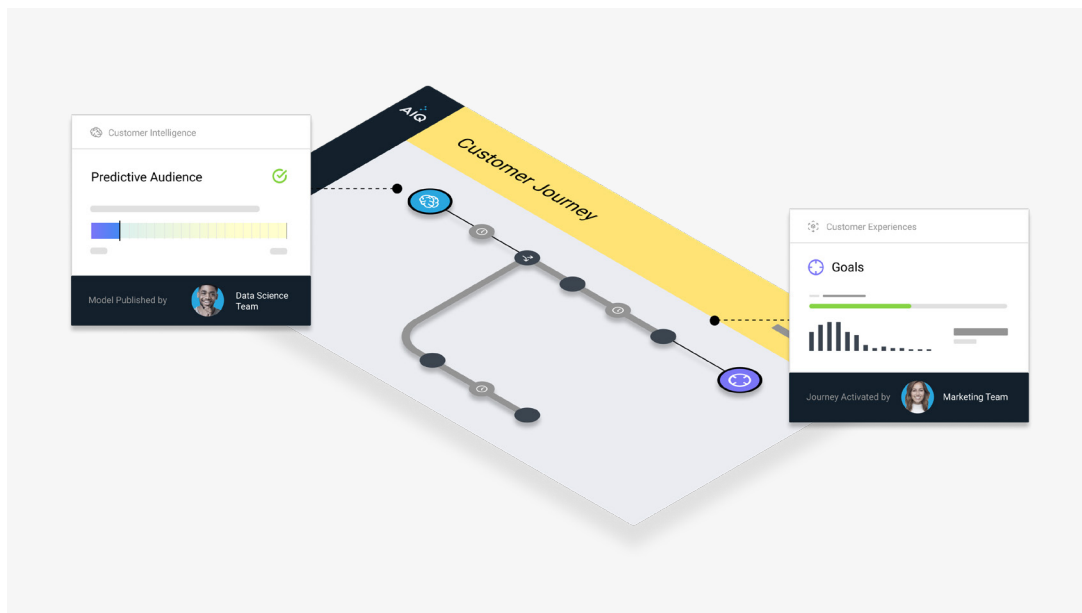 Customer Intelligence
Predictive Audience
Model Published by
Data Science
Team
AIQ
Customer Journey
Customer Experiences
Goals
Journey Activated by
Marketing Team